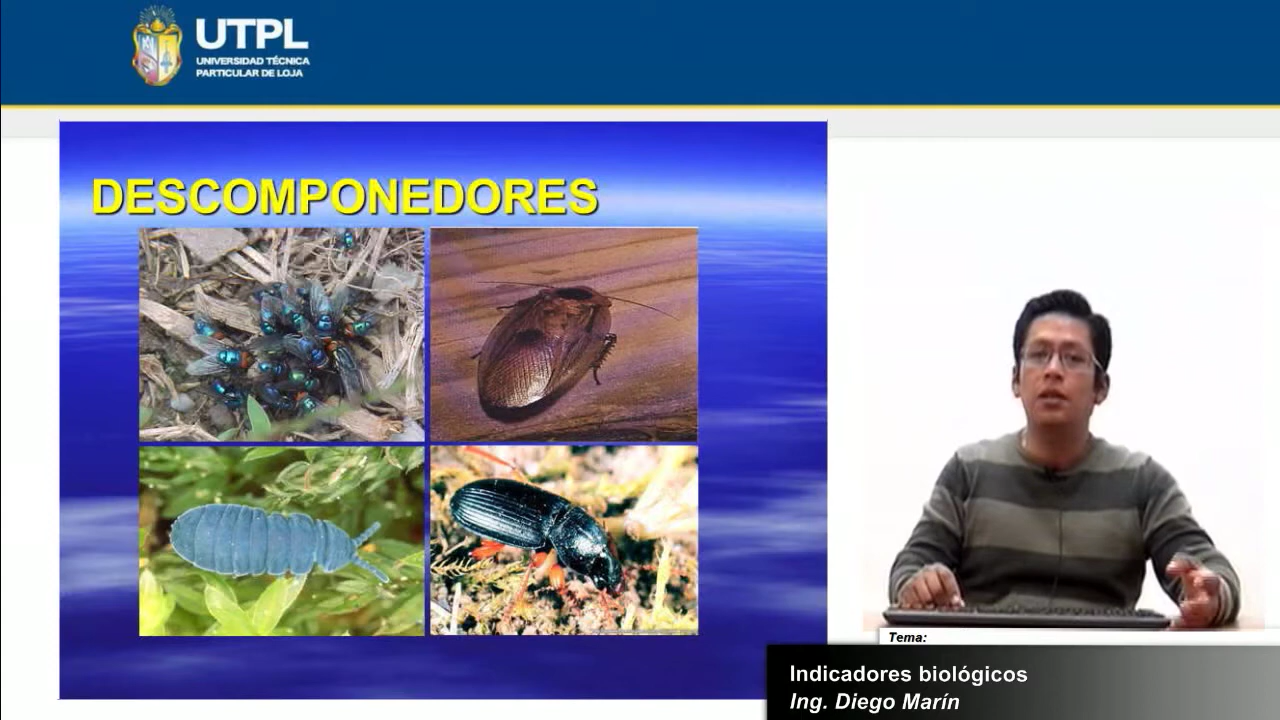 UTPL
UNIVERSIDAD TÉCNICA
PARTICULAR DE LOJA
DESCOMPONEDORES
Tema:
Indicadores biológicos
Ing. Diego Marín